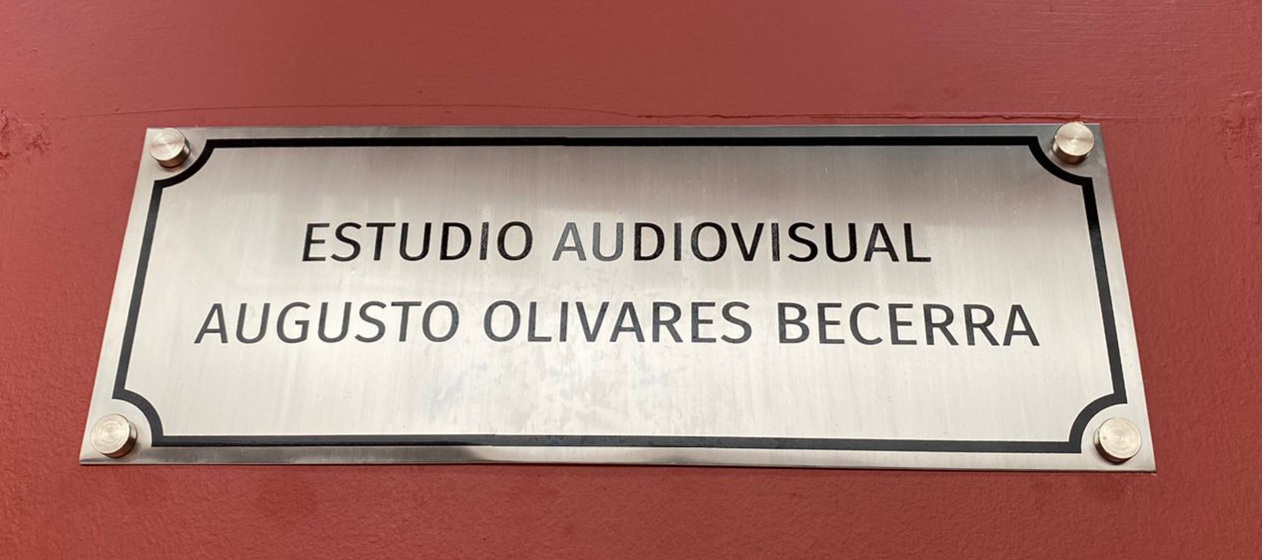 ESTUDIO AUDIOVISUAL
AUGUSTO OLIVARES BECERRA